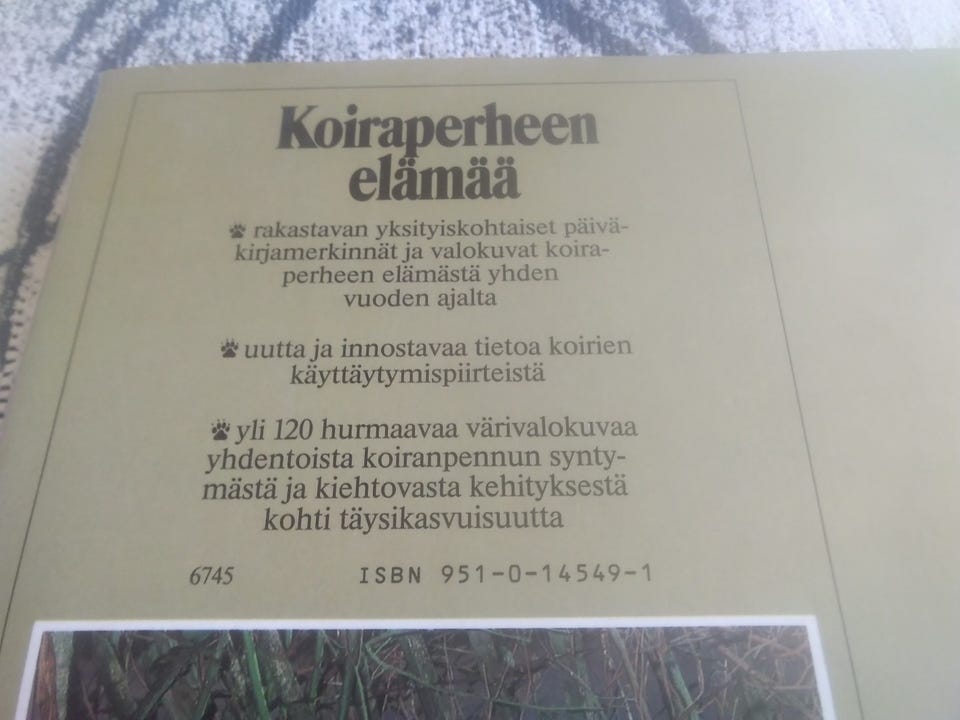 Koiraperheen
elämää
rakastavan yksityiskohtaiset päivä-
kirjamerkinnät ja valokuvat koira-
perheen elämästä yhden
vuoden ajalta
uutta ja innostavaa tietoa koirien
käyttäytymispiirteistä
yli 120 hurmaavaa värivalokuvaa
yhdentoista koiranpennun synty-
mästä ja kiehtovasta kehityksestä
kohti täysikasvuisuutta
6745 ISBN 951-0-14549-1